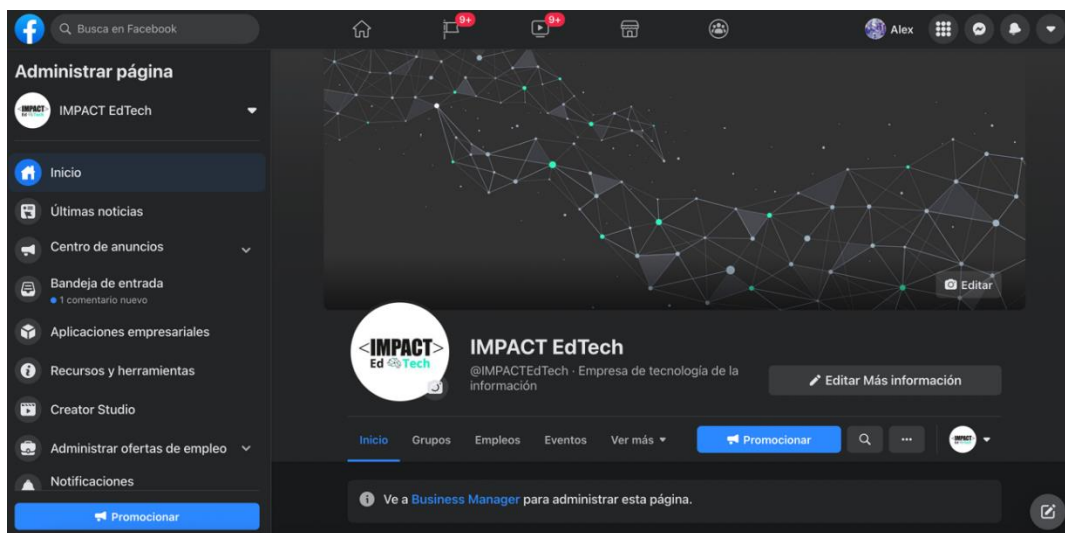 Busca en Facebook
9+
9+
Alex
Administrar página
IMPACT EdTech
Inicio
Últimas noticias
Centro de anuncios
Bandeja de entrada
1 comentario nuevo
Aplicaciones empresariales
Recursos y herramientas
Creator Studio
Administrar ofertas de empleo
Notificaciones
Promocionar
Editar
<IMPACT>
Ed Tech
IMPACT EdTech
@IMPACTEdTech · Empresa de tecnología de la
información
Editar Más información
Inicio
Grupos
Empleos
Eventos
Ver más
Promocionar
Ve a Business Manager para administrar esta página.